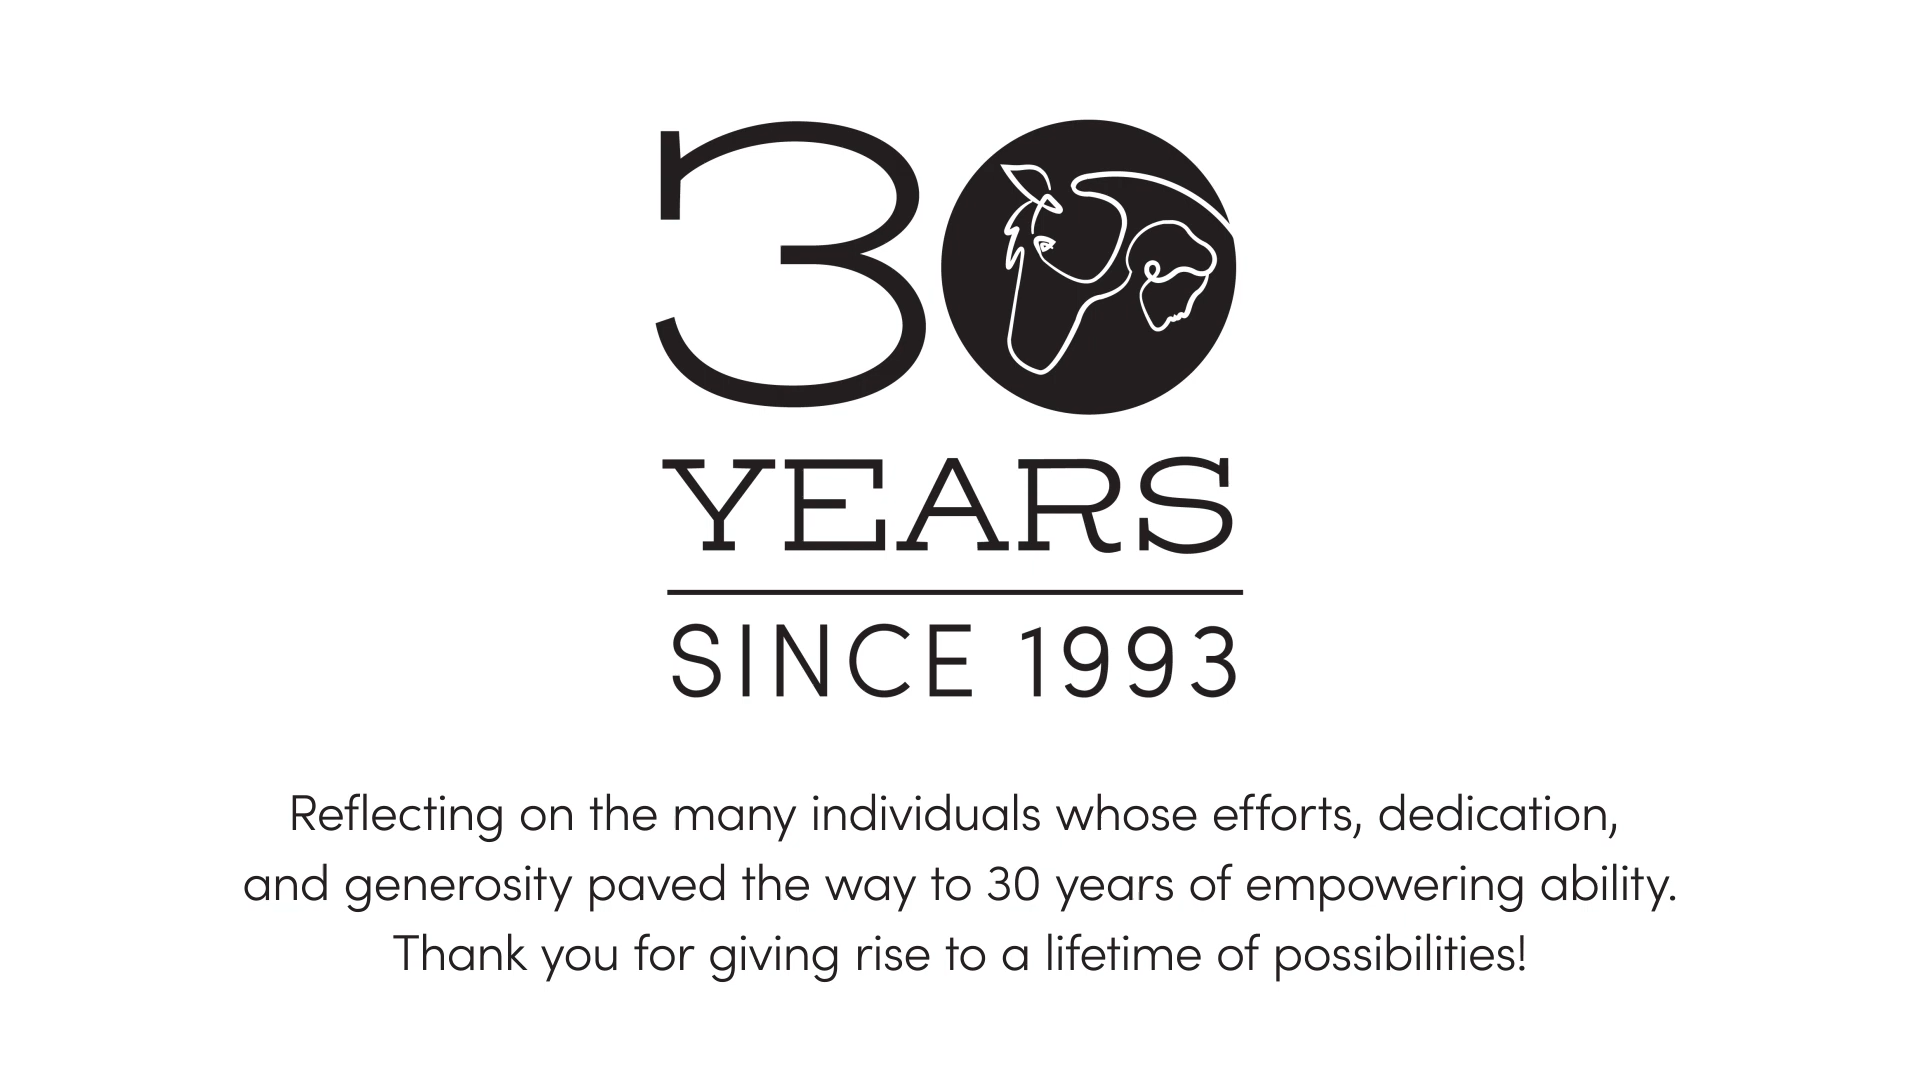 30
YEARS
SINCE 1993
Reflecting on the many individuals whose efforts, dedication,
and generosity paved the way to 30 years of empowering ability.
Thank you for giving rise to a lifetime of possibilities!